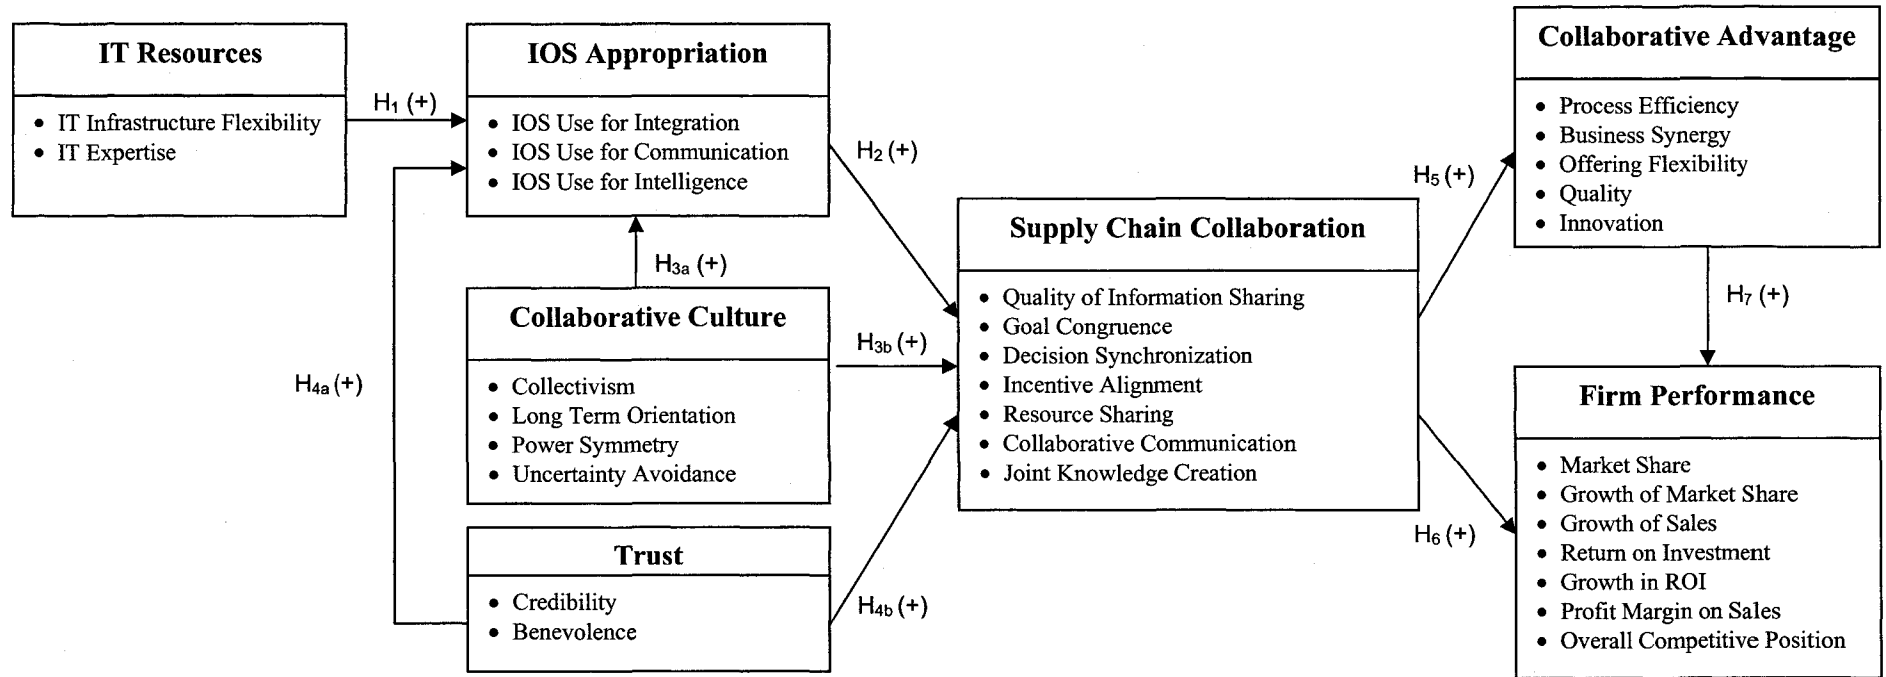 IT Resources
• IT Infrastructure Flexibility
• IT Expertise
H1 (+)
IOS Appropriation
• IOS Use for Integration
• IOS Use for Communication
• IOS Use for Intelligence
H2 (+)
H3a (+)
Collaborative Culture
• Collectivism
• Long Term Orientation
• Power Symmetry
• Uncertainty Avoidance
H3b (+)
H4a (+)
Trust
• Credibility
• Benevolence
H4b (+)
Supply Chain Collaboration
• Quality of Information Sharing
• Goal Congruence
• Decision Synchronization
• Incentive Alignment
• Resource Sharing
• Collaborative Communication
• Joint Knowledge Creation
H5 (+)
H6 (+)
Collaborative Advantage
• Process Efficiency
• Business Synergy
• Offering Flexibility
• Quality
• Innovation
H7 (+)
Firm Performance
• Market Share
• Growth of Market Share
• Growth of Sales
• Return on Investment
• Growth in ROI
• Profit Margin on Sales
• Overall Competitive Position